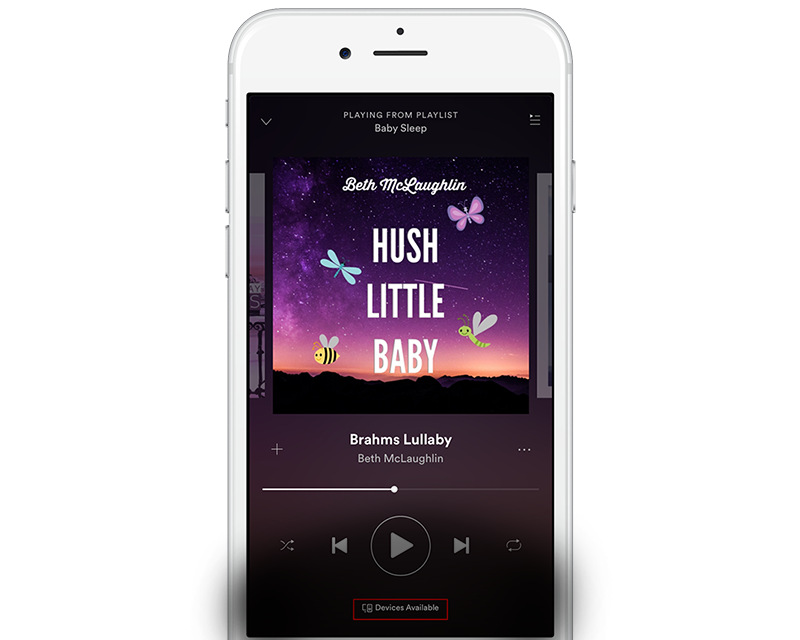 PLAYING FROM PLAYLIST
Baby Sleep
Beth McLaughlin
HUSH
LITTLE
BABY
Brahms Lullaby
Beth McLaughlin
Devices Available